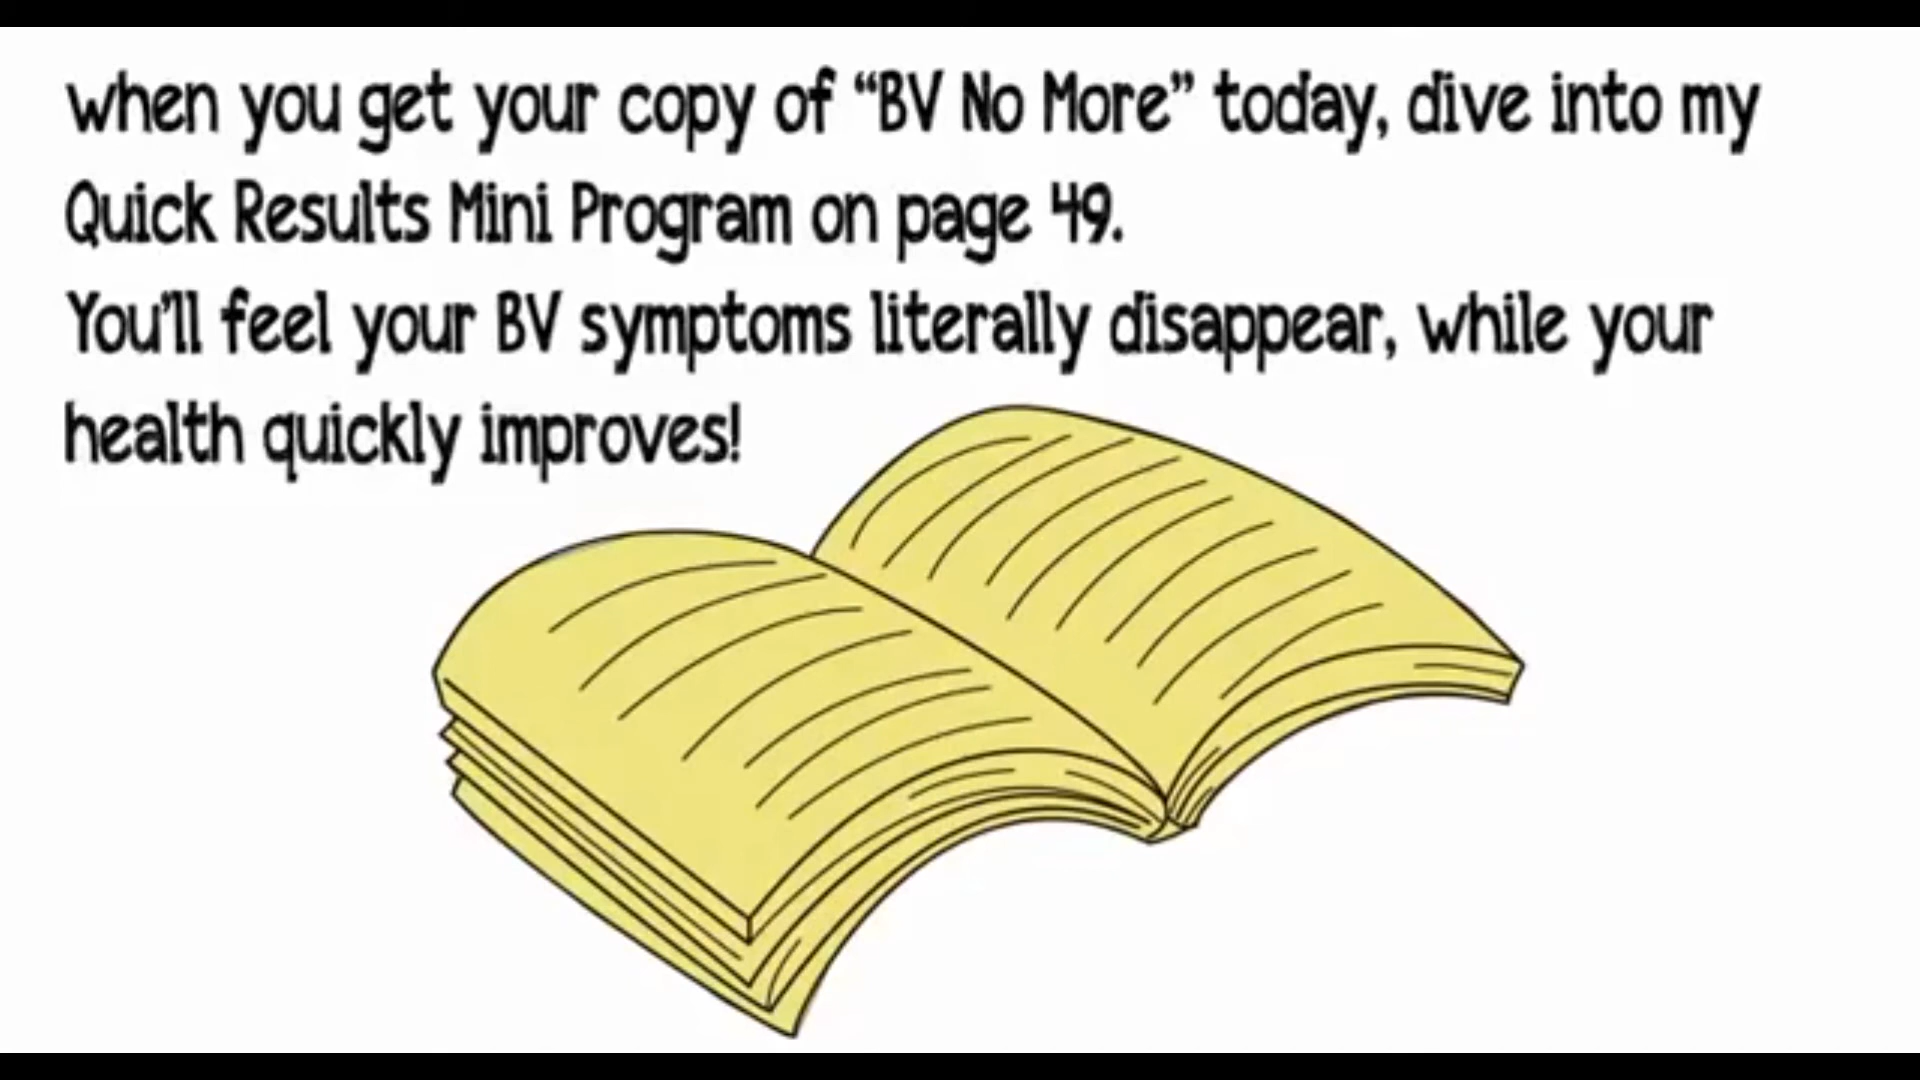 when you get your copy of “BV No More” today, dive into my
Quick Results Mini Program on page 49.
You’ll feel your BV symptoms literally disappear, while your
health quickly improves!